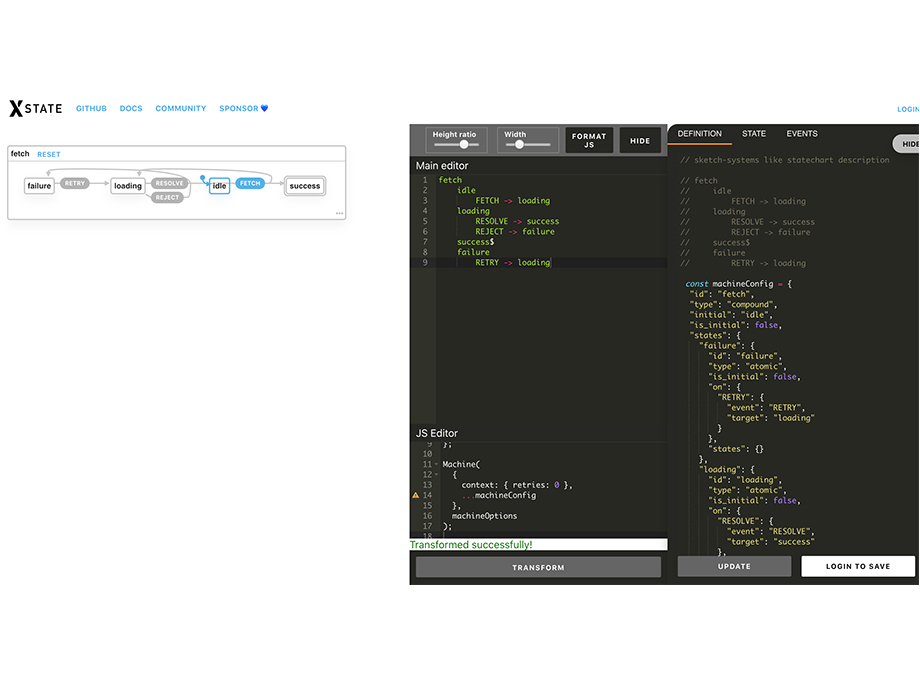 XSTATE GITHUB DOCS COMMUNITY SPONSOR 💙
LOGIN
fetch RESET
failure RETRY loading RESOLVE REJECT idle FETCH success
Height ratio Width FORMAT JS HIDE
Main editor
1 fetch
2 idle
3 FETCH -> loading
4 loading
5 RESOLVE -> success
6 REJECT -> failure
7 success$
8 failure
9 RETRY -> loading
JS Editor
9 };
10
11 Machine(
12 {
13 context: { retries: 0 },
14 ...machineConfig
15 },
16 machineOptions
17 );
18
Transformed successfully!
TRANSFORM
DEFINITION STATE EVENTS
HIDE
// sketch-systems like statechart description
// fetch
// idle
// FETCH -> loading
// loading
// RESOLVE -> success
// REJECT -> failure
// success$
// failure
// RETRY -> loading
const machineConfig = {
"id": "fetch",
"type": "compound",
"initial": "idle",
"is_initial": false,
"states": {
"failure": {
"id": "failure",
"type": "atomic",
"is_initial": false,
"on": {
"RETRY": {
"event": "RETRY",
"target": "loading"
}
},
"states": {}
},
"loading": {
"id": "loading",
"type": "atomic",
"is_initial": false,
"on": {
"RESOLVE": {
"event": "RESOLVE",
"target": "success"
},
UPDATE LOGIN TO SAVE